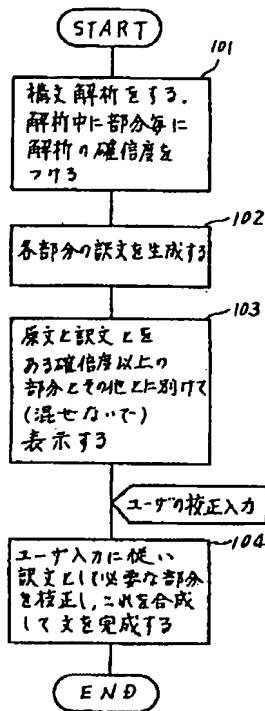 START
101
構文解析をする.
解析中に部分毎に
解析の確信度を
つける
102
各部分の訳文を生成する
103
原文と訳文とを
ある確信度以上の
部分とその他とに別けて
(混ぜないで)
表示する
ユーザの校正入力
104
ユーザ入力に従い
訳文として必要な部分
を校正し,これを合成
して文を完成する
END